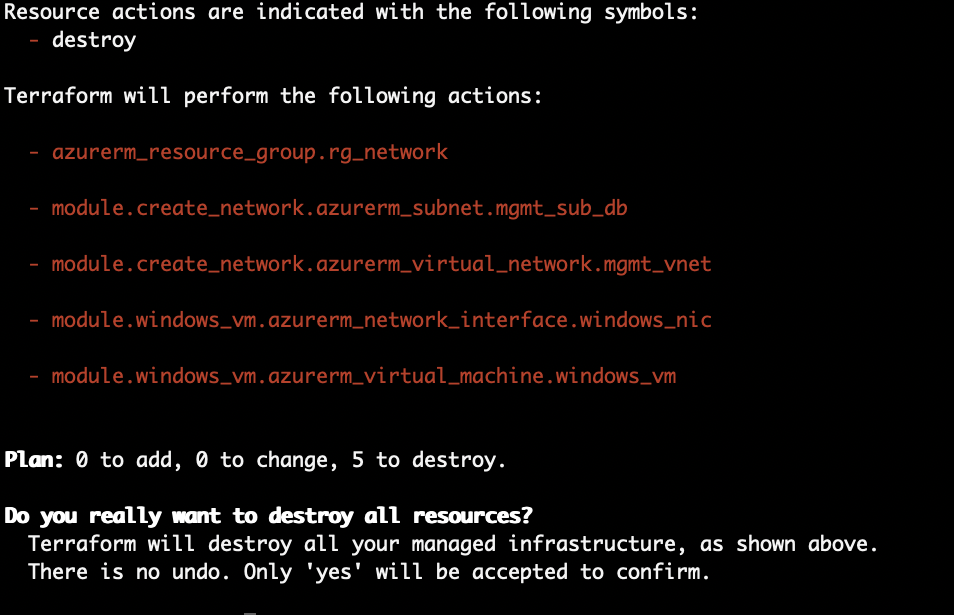 Resource actions are indicated with the following symbols:
- destroy
Terraform will perform the following actions:
- azurerm_resource_group.rg_network
- module.create_network.azurerm_subnet.mgmt_sub_db
- module.create_network.azurerm_virtual_network.mgmt_vnet
- module.windows_vm.azurerm_network_interface.windows_nic
- module.windows_vm.azurerm_virtual_machine.windows_vm
Plan: 0 to add, 0 to change, 5 to destroy.
Do you really want to destroy all resources?
Terraform will destroy all your managed infrastructure, as shown above.
There is no undo. Only 'yes' will be accepted to confirm.